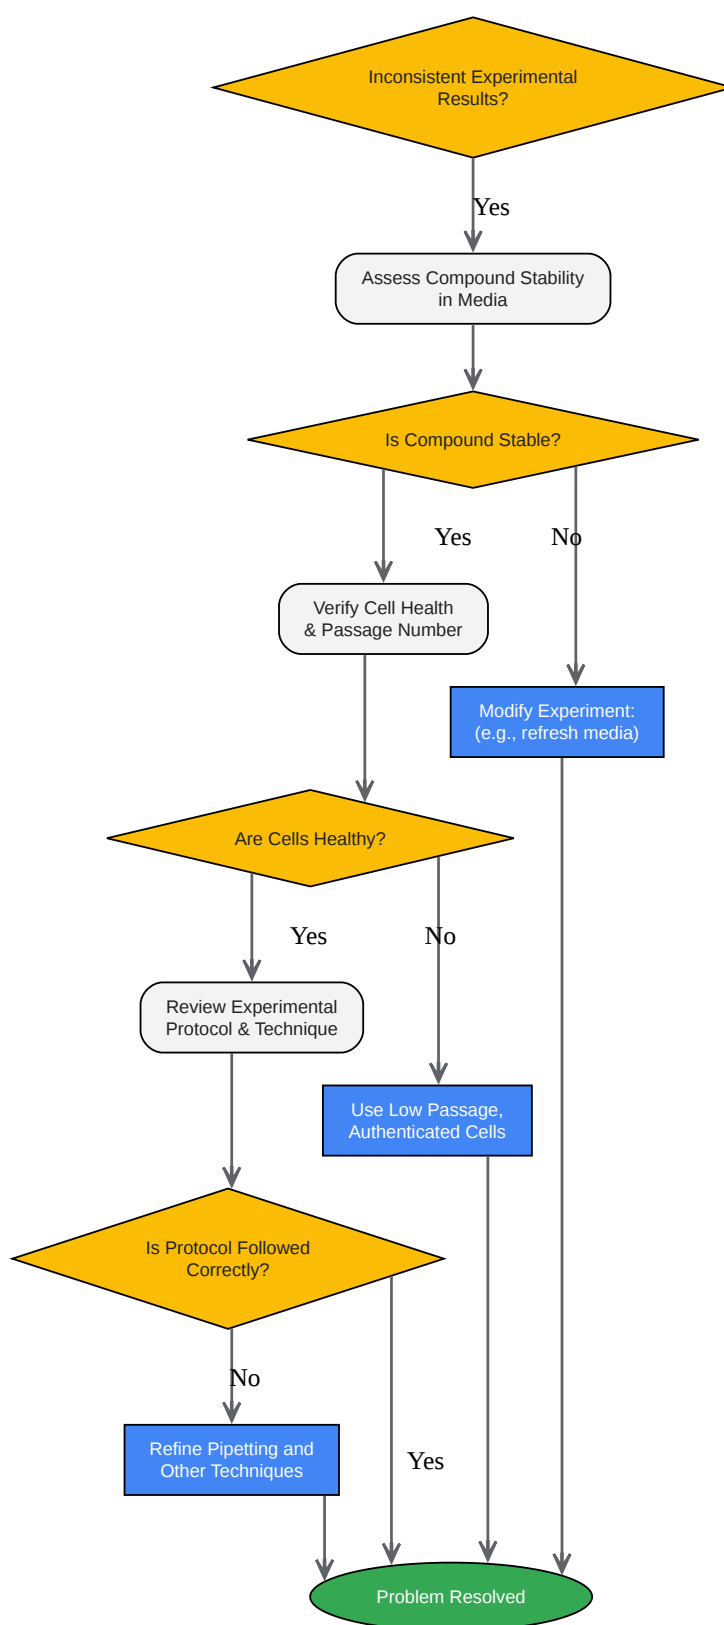 Inconsistent Experimental
Results?
Yes
Assess Compound Stability
in Media
Is Compound Stable?
Yes
No
Verify Cell Health
& Passage Number
Modify Experiment:
(e.g., refresh media)
Are Cells Healthy?
Yes
No
Review Experimental
Protocol & Technique
Use Low Passage,
Authenticated Cells
Is Protocol Followed
Correctly?
No
Refine Pipetting and
Other Techniques
Yes
Problem Resolved